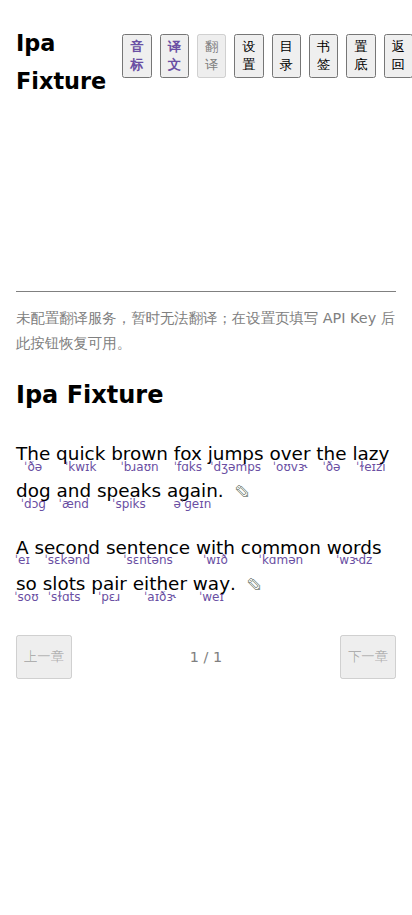 Ipa Fixture
音标 译文 翻译 设置 目录 书签 置底 返回
未配置翻译服务，暂时无法翻译；在设置页填写 API Key 后
此按钮恢复可用。
Ipa Fixture
The quick brown fox jumps over the lazy
ˈðə ˈkwɪk ˈbɹaʊn ˈfɑks ˈdʒəmps ˈoʊvɝ ˈðə ˈɫeɪzi
dog and speaks again.
ˈdɔɡ ˈænd ˈspiks əˈɡeɪn
A second sentence with common words
ˈeɪ ˈsɛkənd ˈsɛntəns ˈwɪð ˈkɑmən ˈwɝdz
so slots pair either way.
ˈsoʊ ˈsɫɑts ˈpɛɹ ˈaɪðɝ ˈweɪ
上一章 1 / 1 下一章